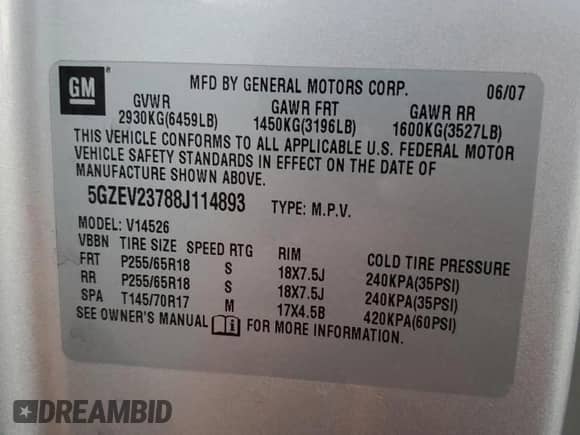 GM ®
MFD BY GENERAL MOTORS CORP. 06/07
GVWR GAWR FRT GAWR RR
2930KG(6459LB) 1450KG(3196LB) 1600KG(3527LB)
THIS VEHICLE CONFORMS TO ALL APPLICABLE U.S. FEDERAL MOTOR
VEHICLE SAFETY STANDARDS IN EFFECT ON THE DATE OF
MANUFACTURE SHOWN ABOVE.
5GZEV23788J114893 TYPE: M.P.V.
MODEL: V14526
VBBN TIRE SIZE SPEED RTG RIM COLD TIRE PRESSURE
FRT P255/65R18 S 18X7.5J 240KPA(35PSI)
RR P255/65R18 S 18X7.5J 240KPA(35PSI)
SPA T145/70R17 M 17X4.5B 420KPA(60PSI)
SEE OWNER'S MANUAL FOR MORE INFORMATION.
DREAMBID